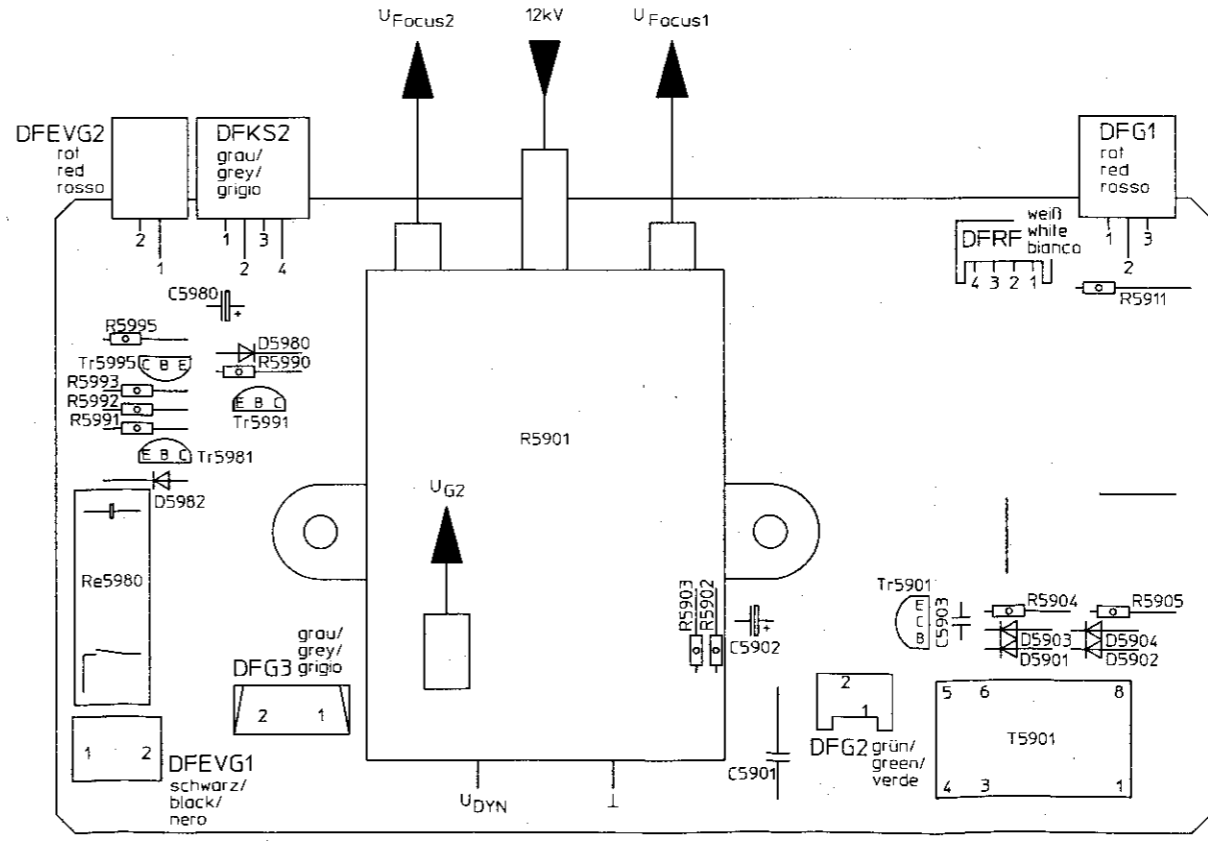 UFocus2
12kV
UFocus1
DFEVG2
rot
red
rosso
DFKS2
grau/
grey/
grigio
DFG1
rot
red
rosso
2
1
1
2
3
4
DFRF
weiß
white
bianco
4 3 2 1
1
2
3
R5911
C5980
+
R5995
D5980
Tr5995
C B E
R5990
R5993
R5992
R5991
E B C
Tr5991
E B C
Tr5981
D5982
R5901
UG2
Re5980
R5903
R5902
C5902
+
Tr5901
E
C
B
C5903
R5904
R5905
D5903
D5904
D5901
D5902
DFG3
grau/
grey/
grigio
2 1
2
1
DFG2
grün/
green/
verde
5 6 8
T5901
4 3 1
C5901
1 2
DFEVG1
schwarz/
black/
nero
UDYN
⊥